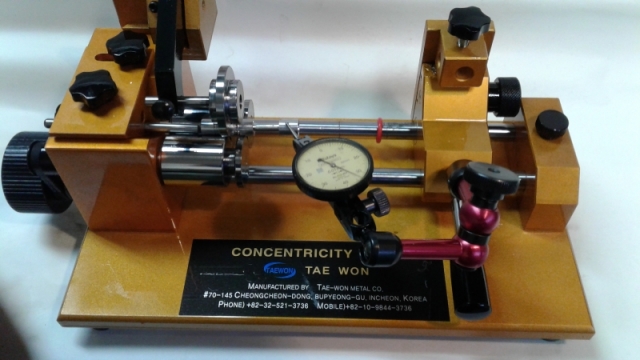 CONCENTRICITY
TAEWON TAE WON
MANUFACTURED BY TAE-WON METAL CO.
#70-145 CHEONGCHEON-DONG, BUPYEONG-GU, INCHEON, KOREA
PHONE) +82-32-521-3736 MOBILE)+82-10-9844-3736